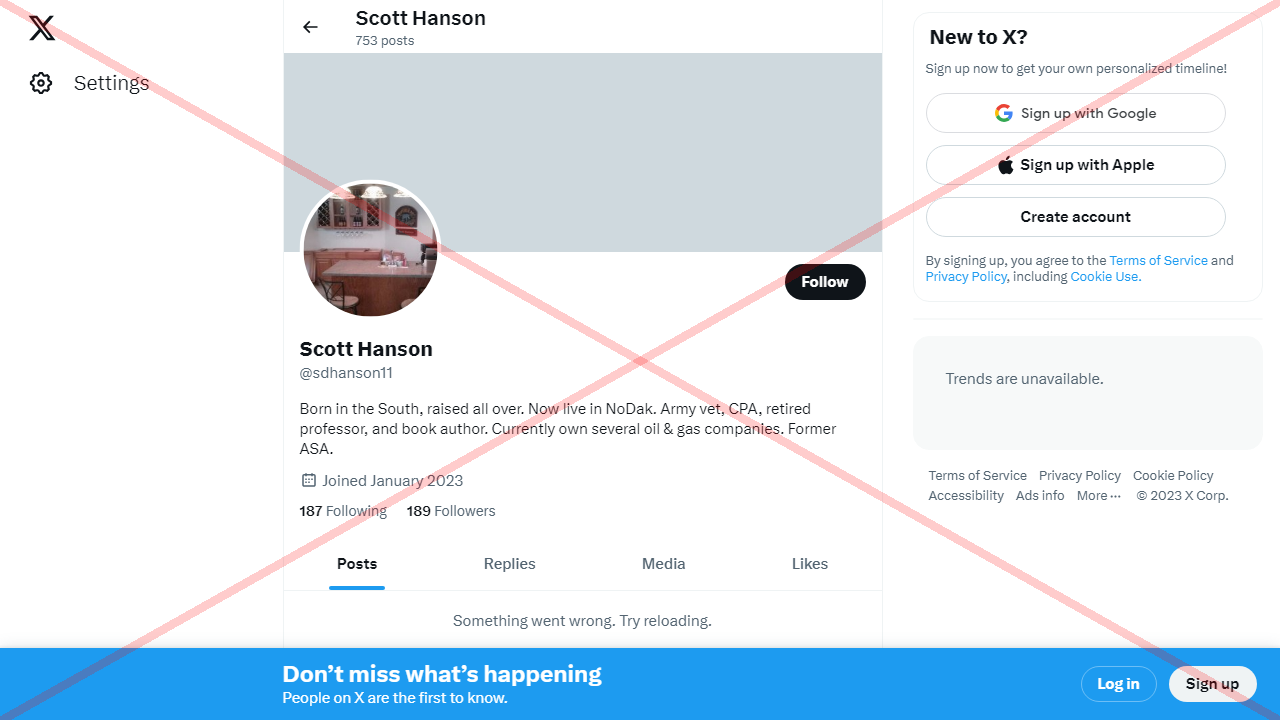 Settings
Scott Hanson
753 posts
Follow
Scott Hanson
@sdhanson11
Born in the South, raised all over. Now live in NoDak. Army vet, CPA, retired
professor, and book author. Currently own several oil & gas companies. Former
ASA.
Joined January 2023
187 Following 189 Followers
Posts Replies Media Likes
Something went wrong. Try reloading.
New to X?
Sign up now to get your own personalized timeline!
Sign up with Google
Sign up with Apple
Create account
By signing up, you agree to the Terms of Service and
Privacy Policy, including Cookie Use.
Trends are unavailable.
Terms of Service Privacy Policy Cookie Policy
Accessibility Ads info More ··· © 2023 X Corp.
Don’t miss what’s happening
People on X are the first to know.
Log in Sign up